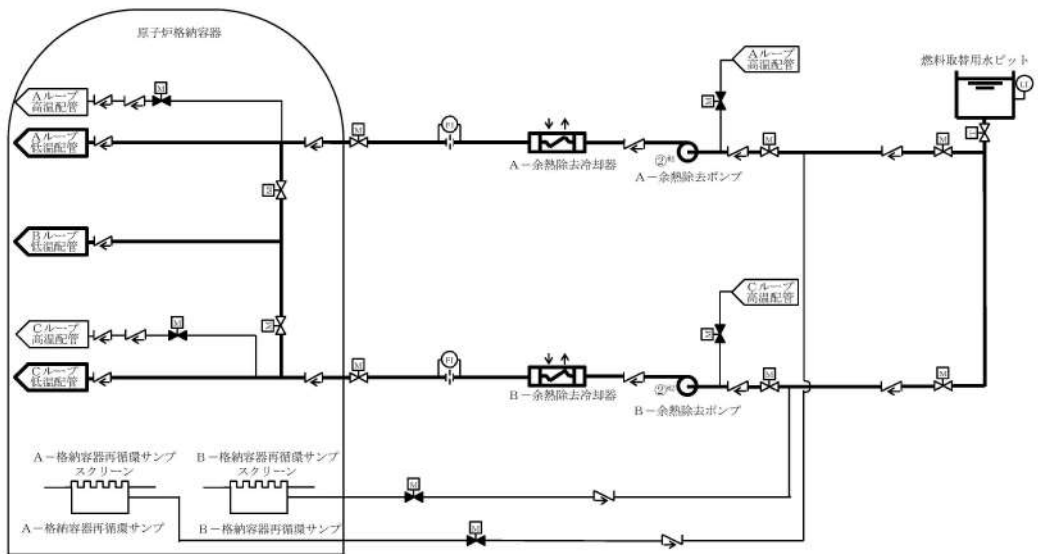 原子炉格納容器
Aループ
高温配管
燃料取替用水ピット
Aループ
高温配管
M
M
LI
Aループ
低温配管
M
FI
M
M
A-余熱除去冷却器
②
A-余熱除去ポンプ
M
Bループ
低温配管
Cループ
高温配管
Cループ
高温配管
M
M
M
Cループ
低温配管
M
FI
M
M
B-余熱除去冷却器
②
B-余熱除去ポンプ
A-格納容器再循環サンプ
スクリーン
B-格納容器再循環サンプ
スクリーン
M
A-格納容器再循環サンプ
B-格納容器再循環サンプ
M